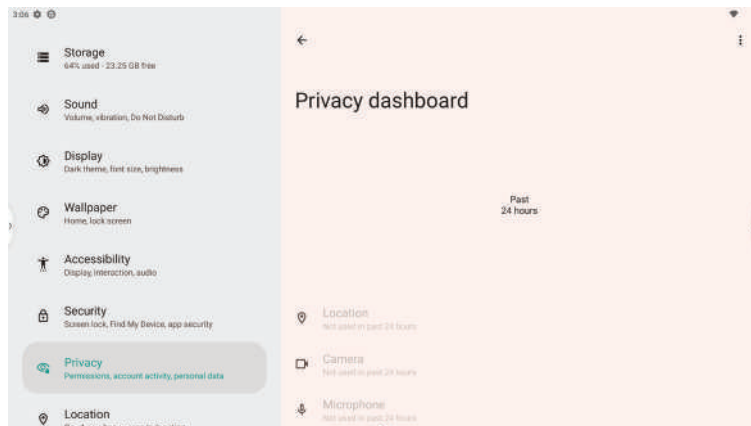 3:06
Storage
64% used - 23.25 GB free
Sound
Volume, vibration, Do Not Disturb
Display
Dark theme, font size, brightness
Wallpaper
Home, lock screen
Accessibility
Display, interaction, audio
Security
Screen lock, Find My Device, app security
Privacy
Permissions, account activity, personal data
Location
Privacy dashboard
Past
24 hours
Location
Not used in past 24 hours
Camera
Not used in past 24 hours
Microphone
Not used in past 24 hours